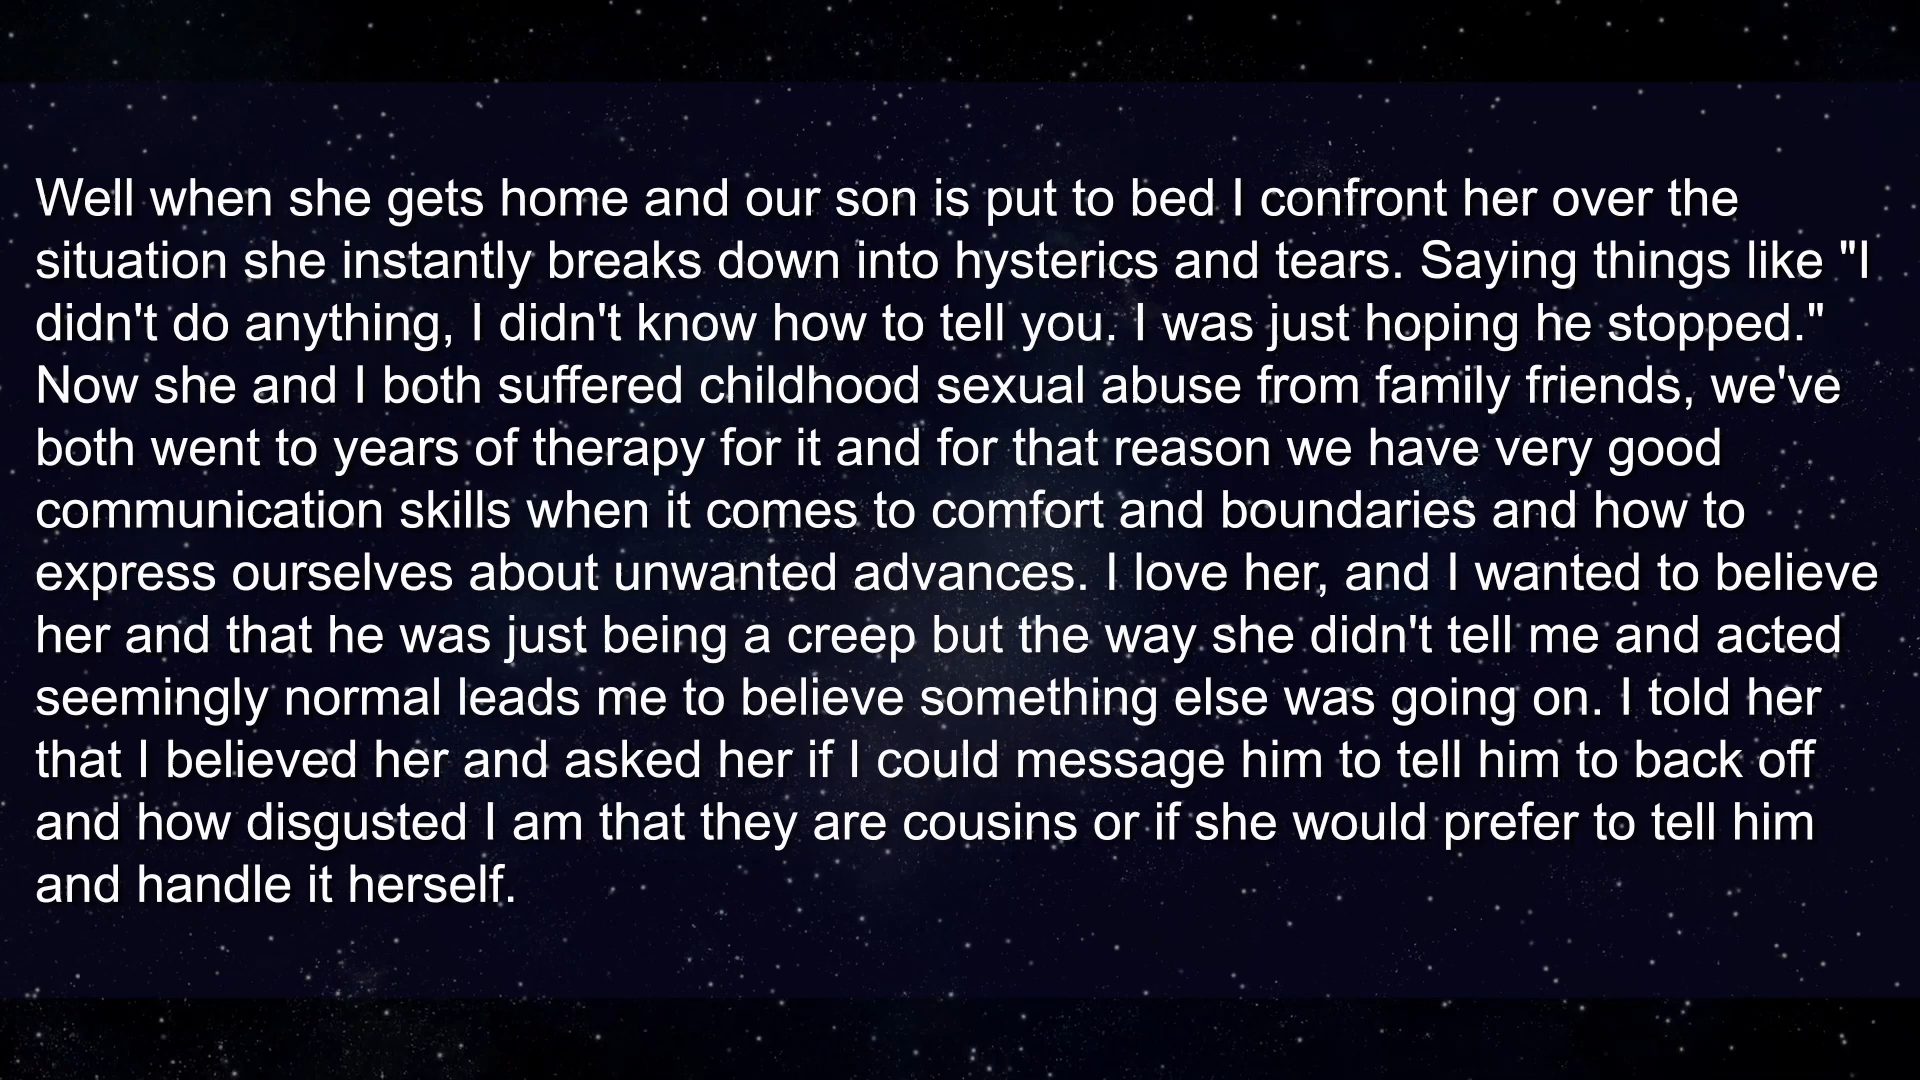 Well when she gets home and our son is put to bed I confront her over the
situation she instantly breaks down into hysterics and tears. Saying things like "I
didn't do anything, I didn't know how to tell you. I was just hoping he stopped."
Now she and I both suffered childhood sexual abuse from family friends, we've
both went to years of therapy for it and for that reason we have very good
communication skills when it comes to comfort and boundaries and how to
express ourselves about unwanted advances. I love her, and I wanted to believe
her and that he was just being a creep but the way she didn't tell me and acted
seemingly normal leads me to believe something else was going on. I told her
that I believed her and asked her if I could message him to tell him to back off
and how disgusted I am that they are cousins or if she would prefer to tell him
and handle it herself.